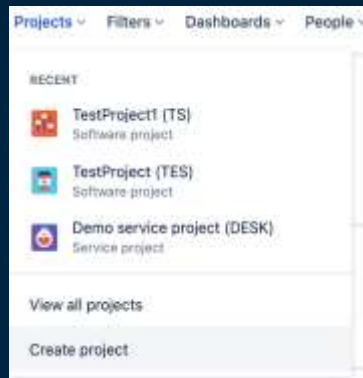 Projects Filters Dashboards People
RECENT
TestProject1 (TS)
Software project
TestProject (TES)
Software project
Demo service project (DESK)
Service project
View all projects
Create project